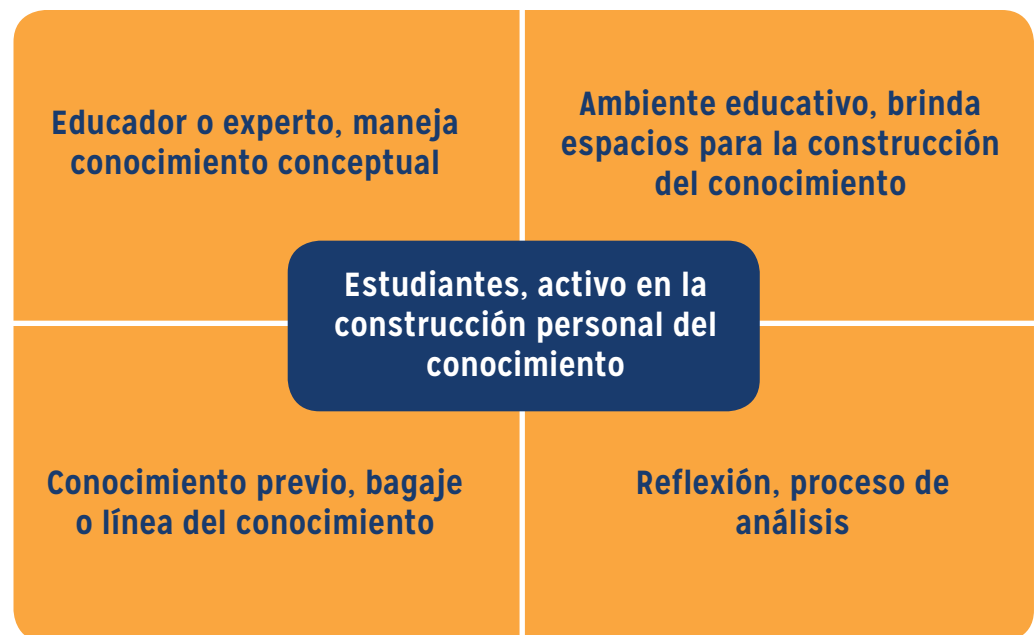 Educador o experto, maneja
conocimiento conceptual
Ambiente educativo, brinda
espacios para la construcción
del conocimiento
Estudiantes, activo en la
construcción personal del
conocimiento
Conocimiento previo, bagaje
o línea del conocimiento
Reflexión, proceso de
análisis